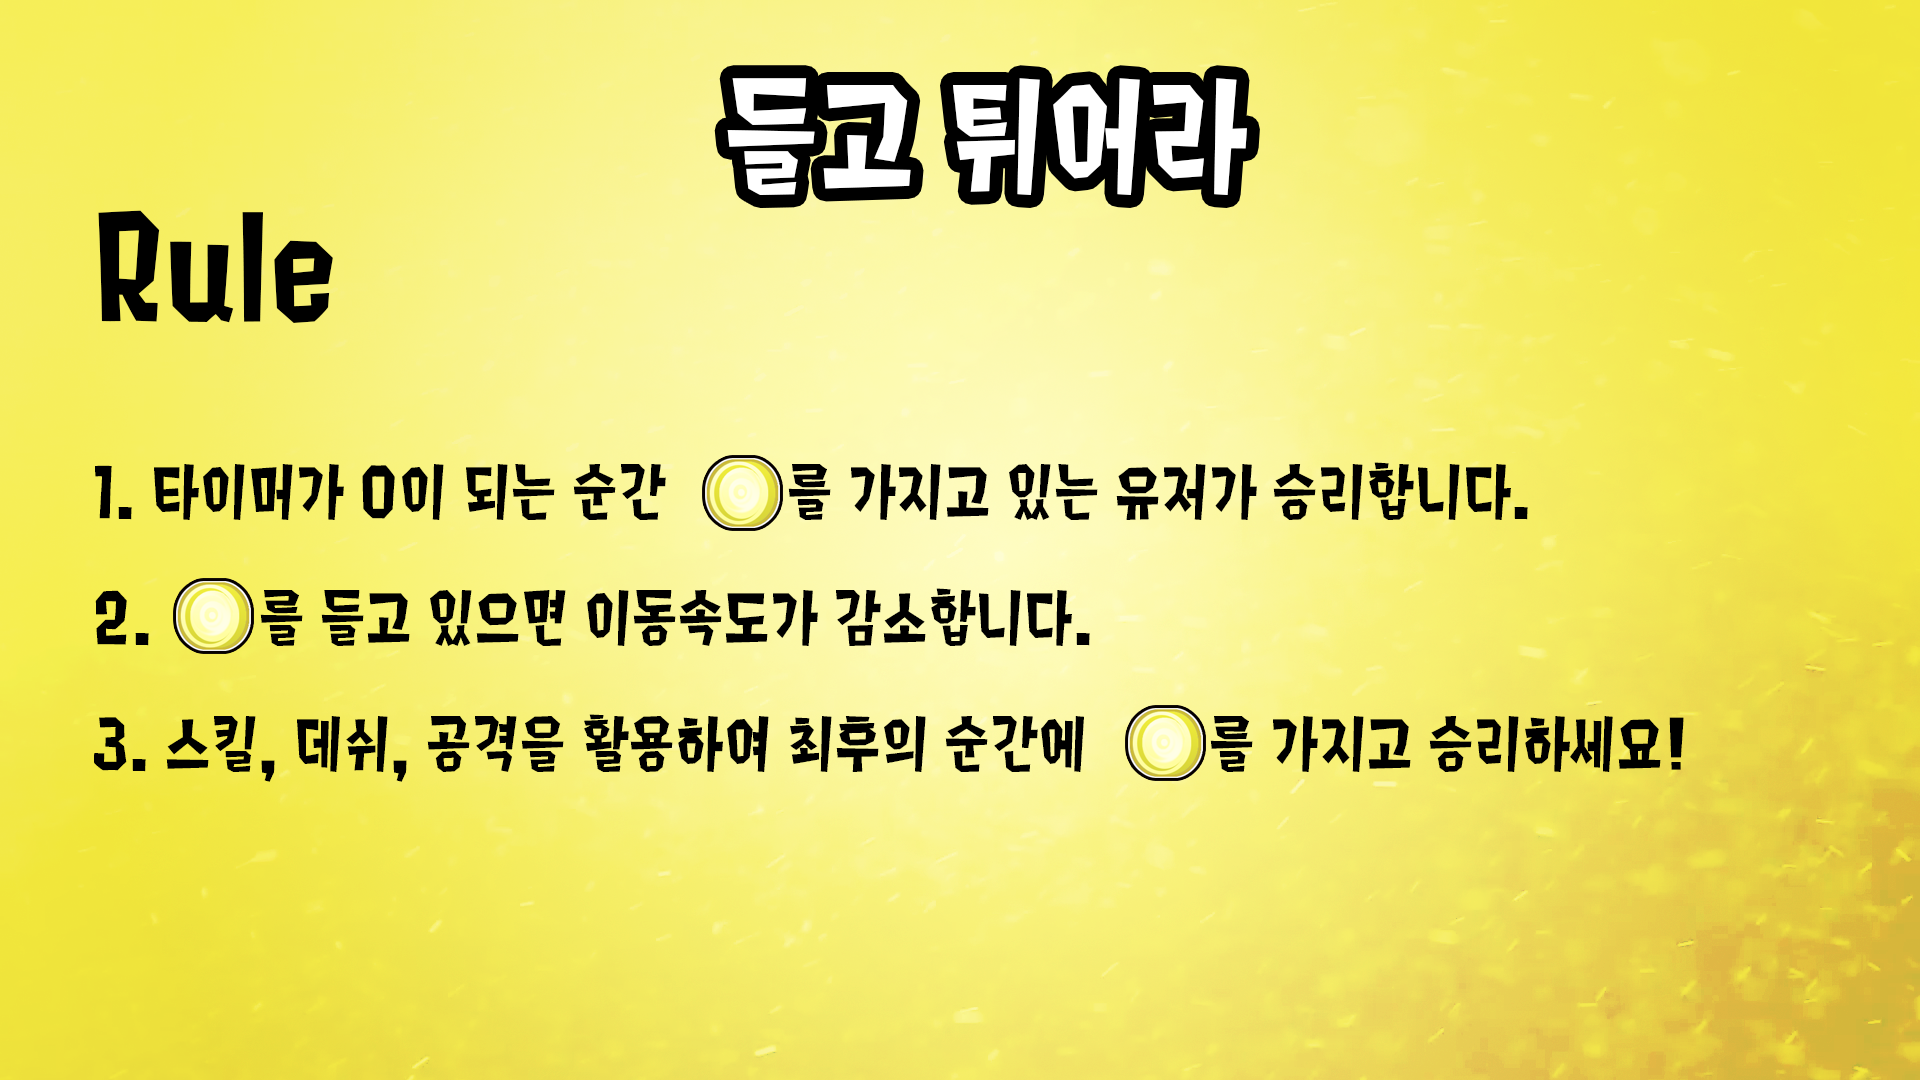 들고 튀어라
Rule
1. 타이머가 0이 되는 순간 를 가지고 있는 유저가 승리합니다.
2. 를 들고 있으면 이동속도가 감소합니다.
3. 스킬, 데쉬, 공격을 활용하여 최후의 순간에 를 가지고 승리하세요!